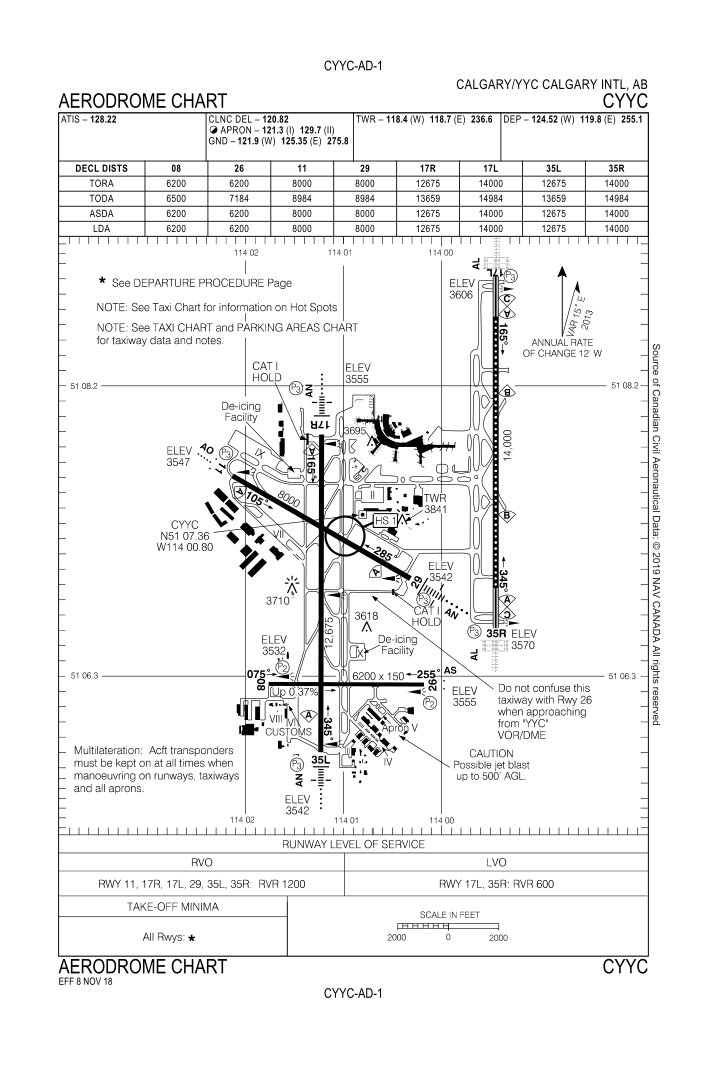 CYYC-AD-1
CALGARY/YYC CALGARY INTL, AB
AERODROME CHART CYYC
ATIS – 128.22
CLNC DEL – 120.82
APRON – 121.3 (I) 129.7 (II)
GND – 121.9 (W) 125.35 (E) 275.8
TWR – 118.4 (W) 118.7 (E) 236.6
DEP – 124.52 (W) 119.8 (E) 255.1
DECL DISTS 08 26 11 29 17R 17L 35L 35R
TORA 6200 6200 8000 8000 12675 14000 12675 14000
TODA 6500 7184 8984 8984 13659 14984 13659 14984
ASDA 6200 6200 8000 8000 12675 14000 12675 14000
LDA 6200 6200 8000 8000 12675 14000 12675 14000
114 02 114 01 114 00
* See DEPARTURE PROCEDURE Page
NOTE: See Taxi Chart for information on Hot Spots
NOTE: See TAXI CHART and PARKING AREAS CHART
for taxiway data and notes.
AL
17L
P3
ELEV
3606
C
A
165°
VAR 15° E
2013
ANNUAL RATE
OF CHANGE 12' W
Source of Canadian Civil Aeronautical Data: © 2019 NAV CANADA All rights reserved
51 08.2 51 08.2
CAT I
HOLD
P3
AN
ELEV
3555
B
De-icing
Facility
17R
3695
14,000
ELEV
3547
AO
P3
11
IX
A
165°
A
105°
8000
II
TWR
3841
HS 1
B
CYYC
N51 07.36
W114 00.80
VII
285°
A
29
ELEV
3542
345°
P3
AN
CAT I
HOLD
A
C
3710
3618
12,675
De-icing
Facility
X
P3
35R
ELEV
3570
AL
ELEV
3532
P2
51 06.3 51 06.3
075°
08
6200 x 150
255°
AS
26
P2
ELEV
3555
Up 0.37%
Do not confuse this
taxiway with Rwy 26
when approaching
from "YYC"
VOR/DME
VIII
VI
CUSTOMS
A
345°
Apron V
IV
CAUTION
Possible jet blast
up to 500' AGL.
Multilateration: Acft transponders
must be kept on at all times when
manoeuvring on runways, taxiways
and all aprons.
P3
35L
AN
ELEV
3542
114 02 114 01 114 00
RUNWAY LEVEL OF SERVICE
RVO LVO
RWY 11, 17R, 17L, 29, 35L, 35R: RVR 1200 RWY 17L, 35R: RVR 600
TAKE-OFF MINIMA
All Rwys: *
SCALE IN FEET
2000 0 2000
AERODROME CHART CYYC
EFF 8 NOV 18
CYYC-AD-1